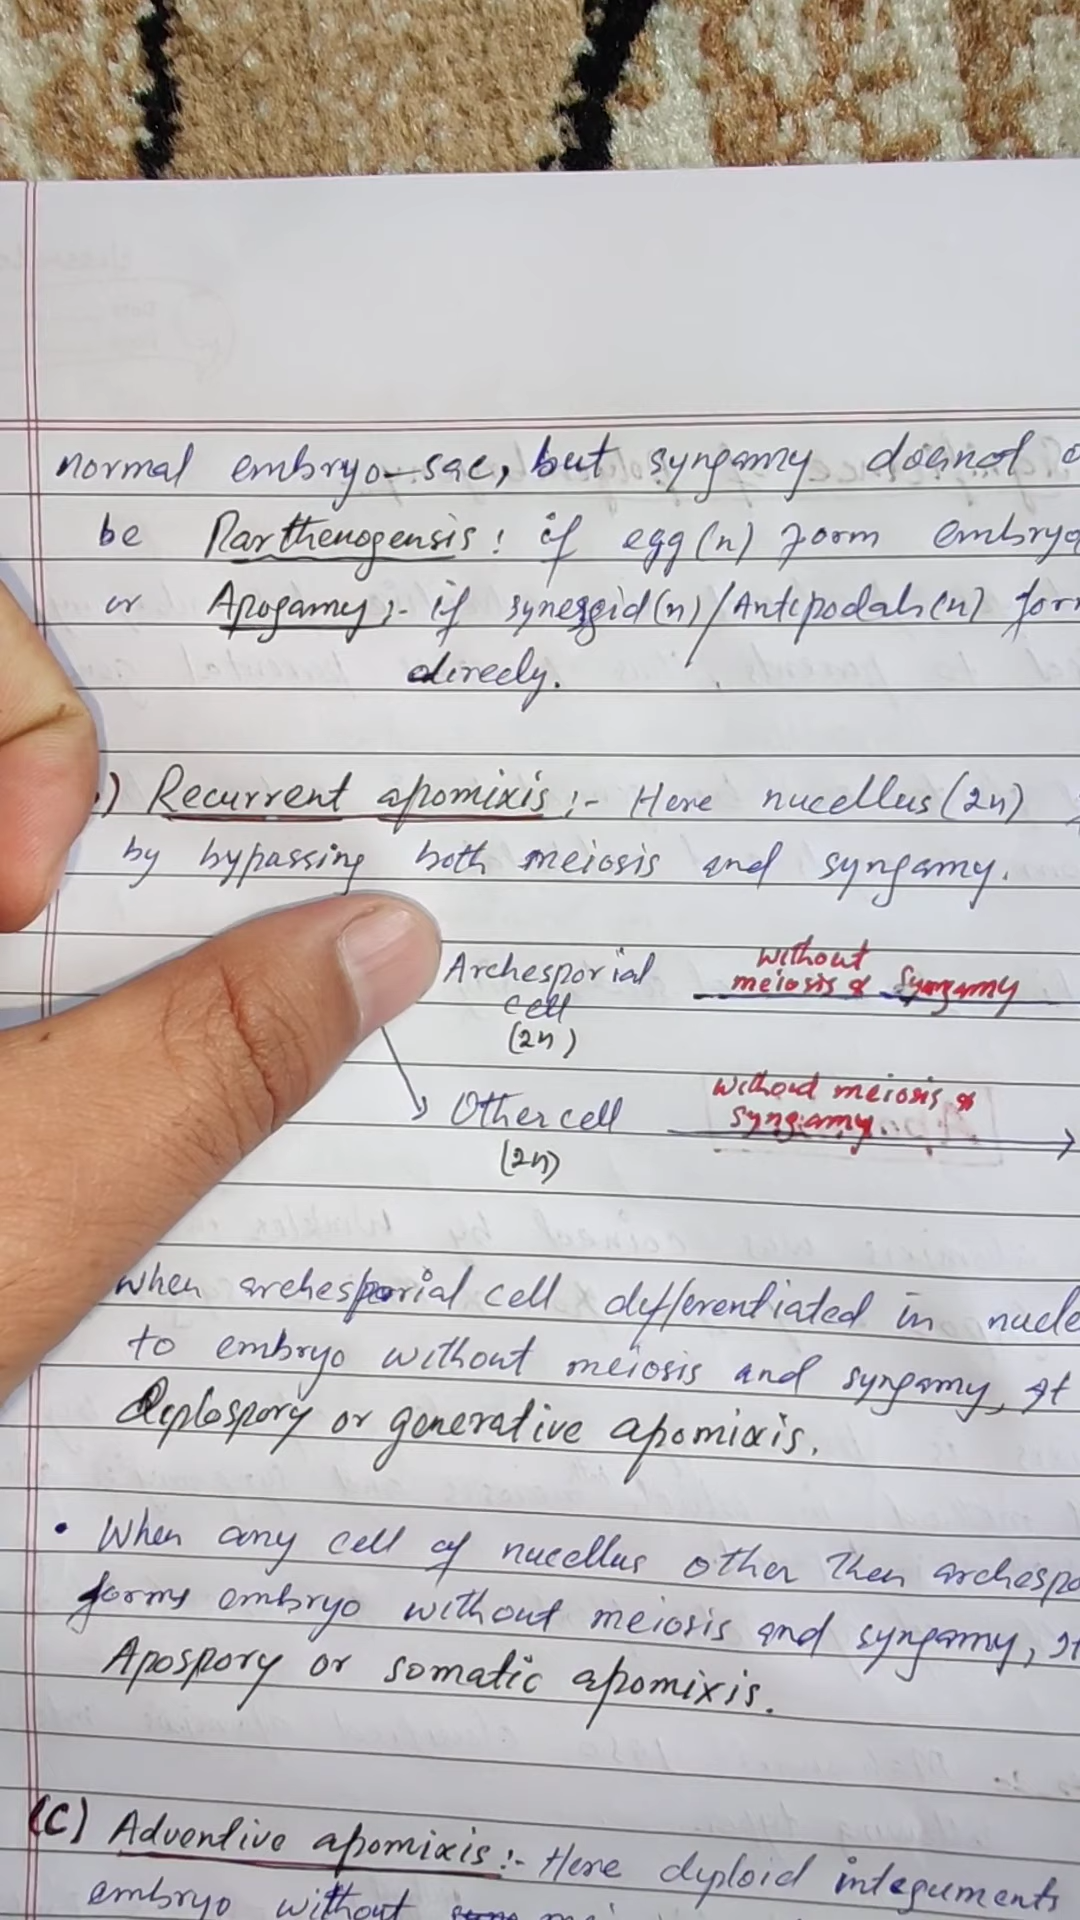 normal embryo-sac, but syngamy doesnot
be Parthenogensis : if egg (n) form embryo
or Apogamy :- if synergid (n) / Antipodals (n) for
direcly.
) Recurrent apomixis :- Here nucellus (2n)
by bypassing both meiosis and syngamy.
Archesporial
cell
(2n)
without
meiosis & Syngamy
Other cell
(2n)
without meiosis &
syngamy.
When archesporial cell differentiated in nuce
to embryo without meiosis and syngamy, It
Diplospory or generative apomixis.
• When any cell of nucellus other then archespo
forms embryo without meiosis and syngamy, It
Apospory or somatic apomixis.
(C) Adventive apomixis :- Here diploid integuments
embryo without